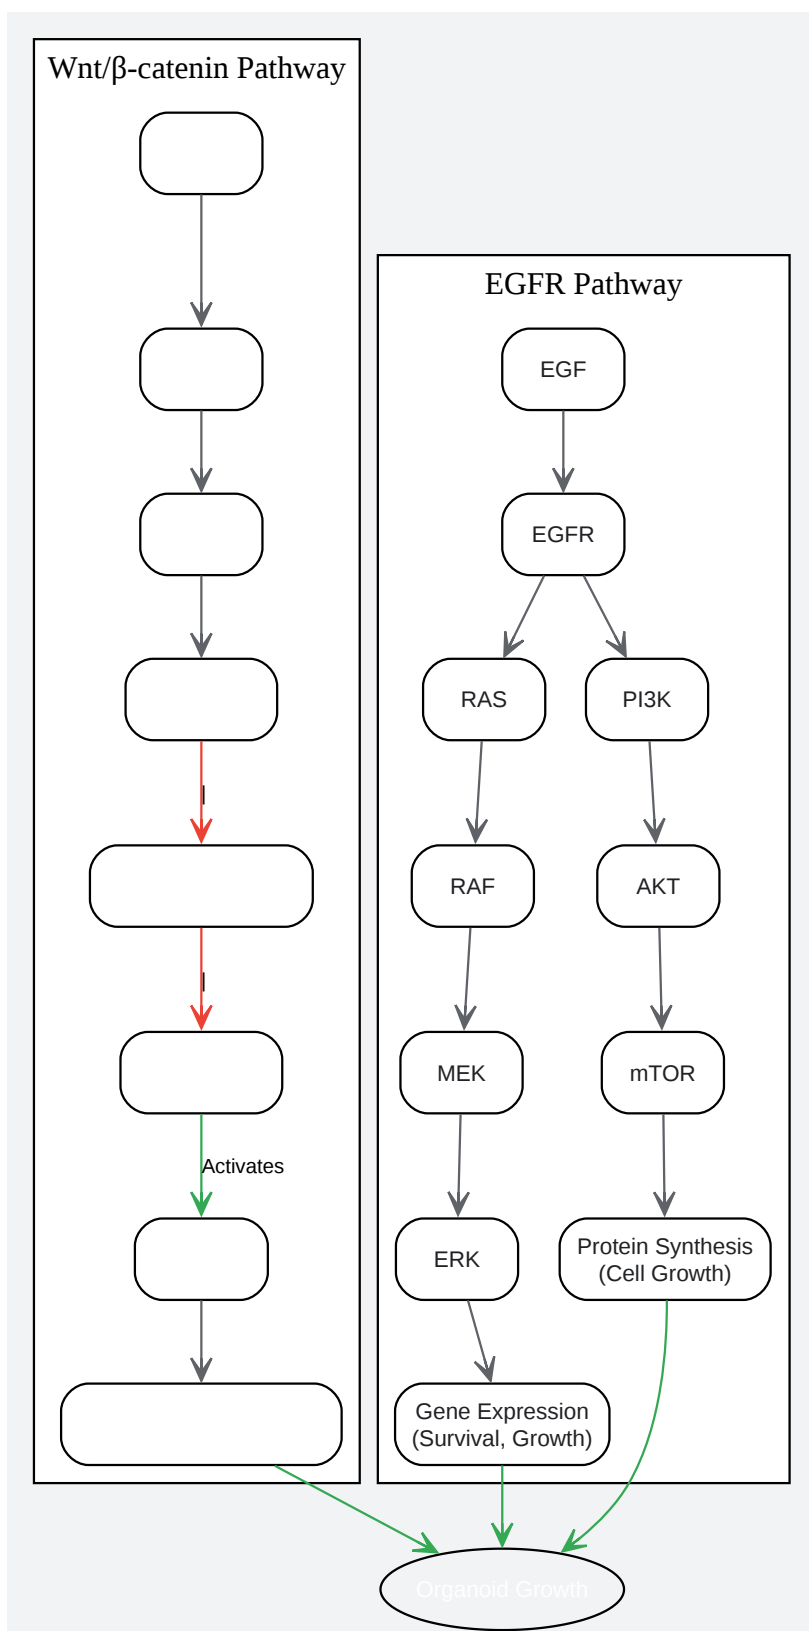 Wnt/β-catenin Pathway
EGFR Pathway
EGF
EGFR
RAS
PI3K
|
RAF
AKT
|
MEK
mTOR
Activates
ERK
Protein Synthesis
(Cell Growth)
Gene Expression
(Survival, Growth)
Organoid Growth